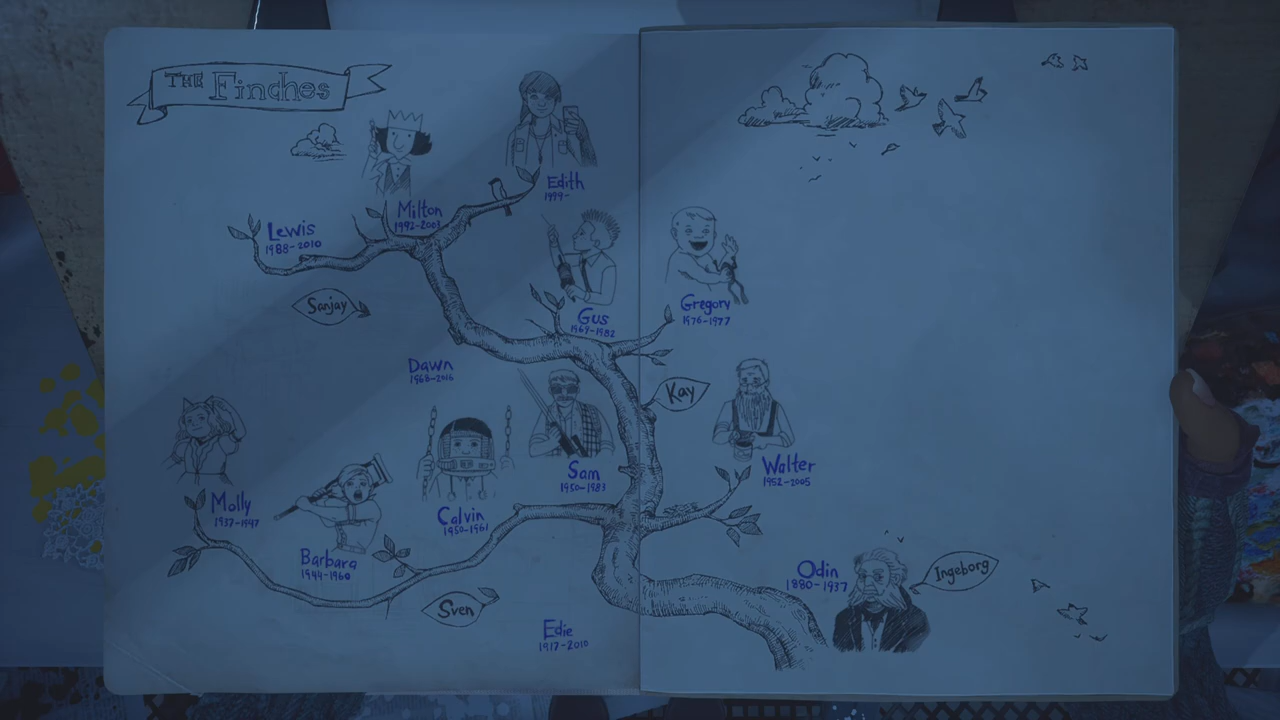 THE Finches
Edith
1999-
Milton
1992-2003
Lewis
1988-2010
Sanjay
Gus
1969-1982
Gregory
1976-1977
Dawn
1968-2016
Kay
Sam
1950-1983
Walter
1952-2005
Molly
1937-1947
Calvin
1950-1961
Barbara
1944-1960
Sven
Odin
1880-1937
Ingeborg
Edie
1917-2010